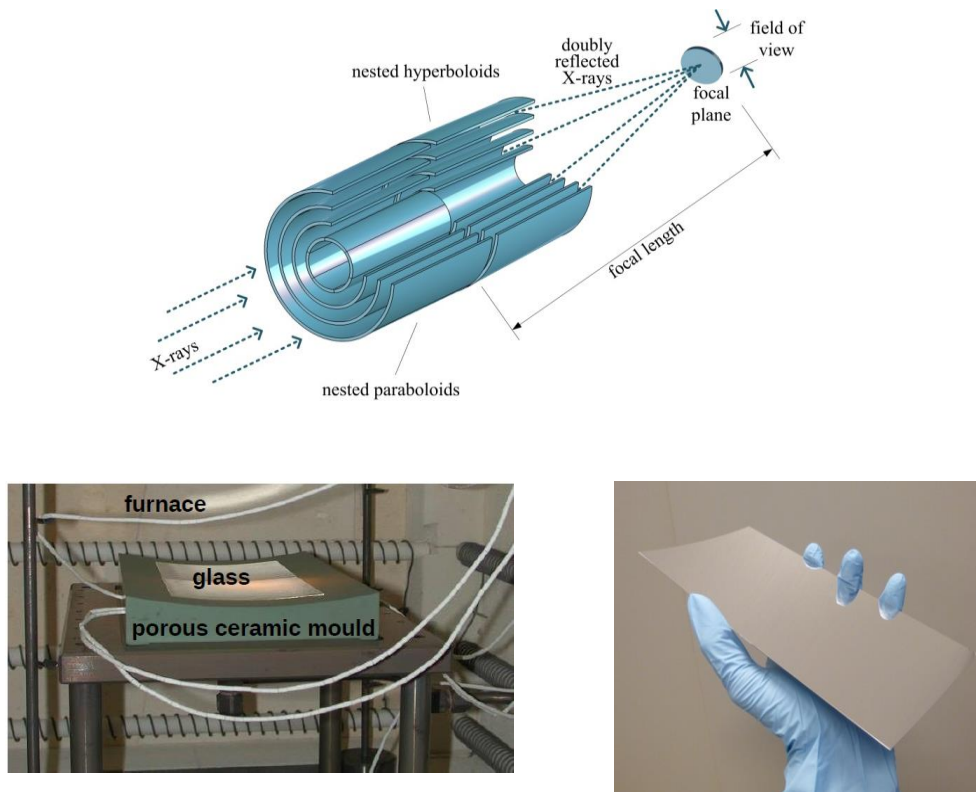 field of
view
doubly
reflected
X-rays
nested hyperboloids
focal
plane
focal length
X-rays
nested paraboloids
furnace
glass
porous ceramic mould